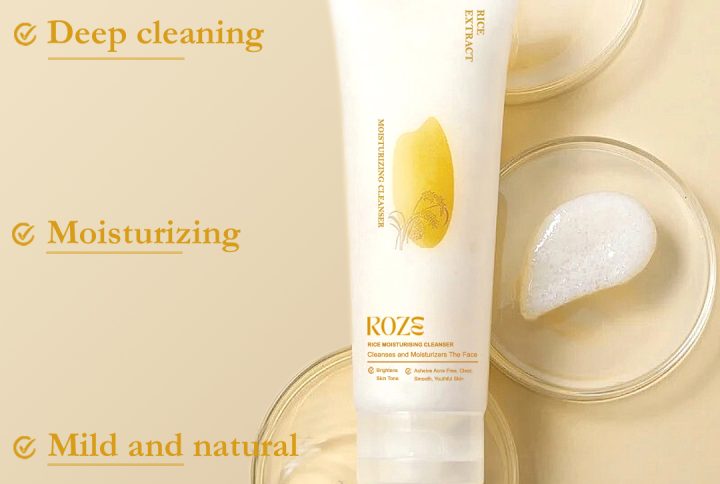 Deep cleaning
Moisturizing
Mild and natural
RICE
EXTRACT
MOISTURIZING CLEANSER
ROZE
RICE MOISTURISING CLEANSER
Cleanses and Moisturizers The Face
Brightens
Skin Tone
Acheive Acne Free, Clear,
Smooth, Youthful Skin